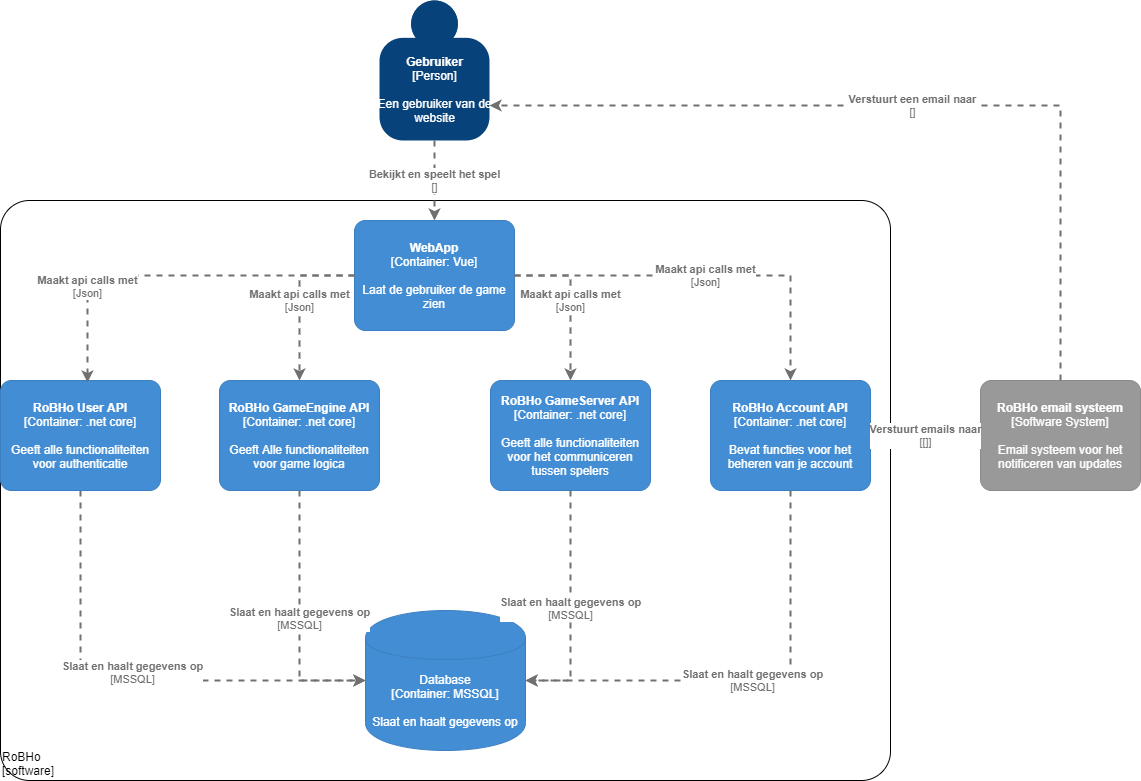 Gebruiker
[Person]
Een gebruiker van de
website
Verstuurt een email naar
[]
Bekijkt en speelt het spel
[]
WebApp
[Container: Vue]
Laat de gebruiker de game
zien
Maakt api calls met
[Json]
Maakt api calls met
[Json]
Maakt api calls met
[Json]
Maakt api calls met
[Json]
RoBHo User API
[Container: .net core]
Geeft alle functionaliteiten
voor authenticatie
RoBHo GameEngine API
[Container: .net core]
Geeft Alle functionaliteiten
voor game logica
RoBHo GameServer API
[Container: .net core]
Geeft alle functionaliteiten
voor het communiceren
tussen spelers
RoBHo Account API
[Container: .net core]
Bevat functies voor het
beheren van je account
Verstuurt emails naar
[[]]
RoBHo email systeem
[Software System]
Email systeem voor het
notificeren van updates
Slaat en haalt gegevens op
[MSSQL]
Slaat en haalt gegevens op
[MSSQL]
Slaat en haalt gegevens op
[MSSQL]
Slaat en haalt gegevens op
[MSSQL]
Database
[Container: MSSQL]
Slaat en haalt gegevens op
RoBHo
[software]